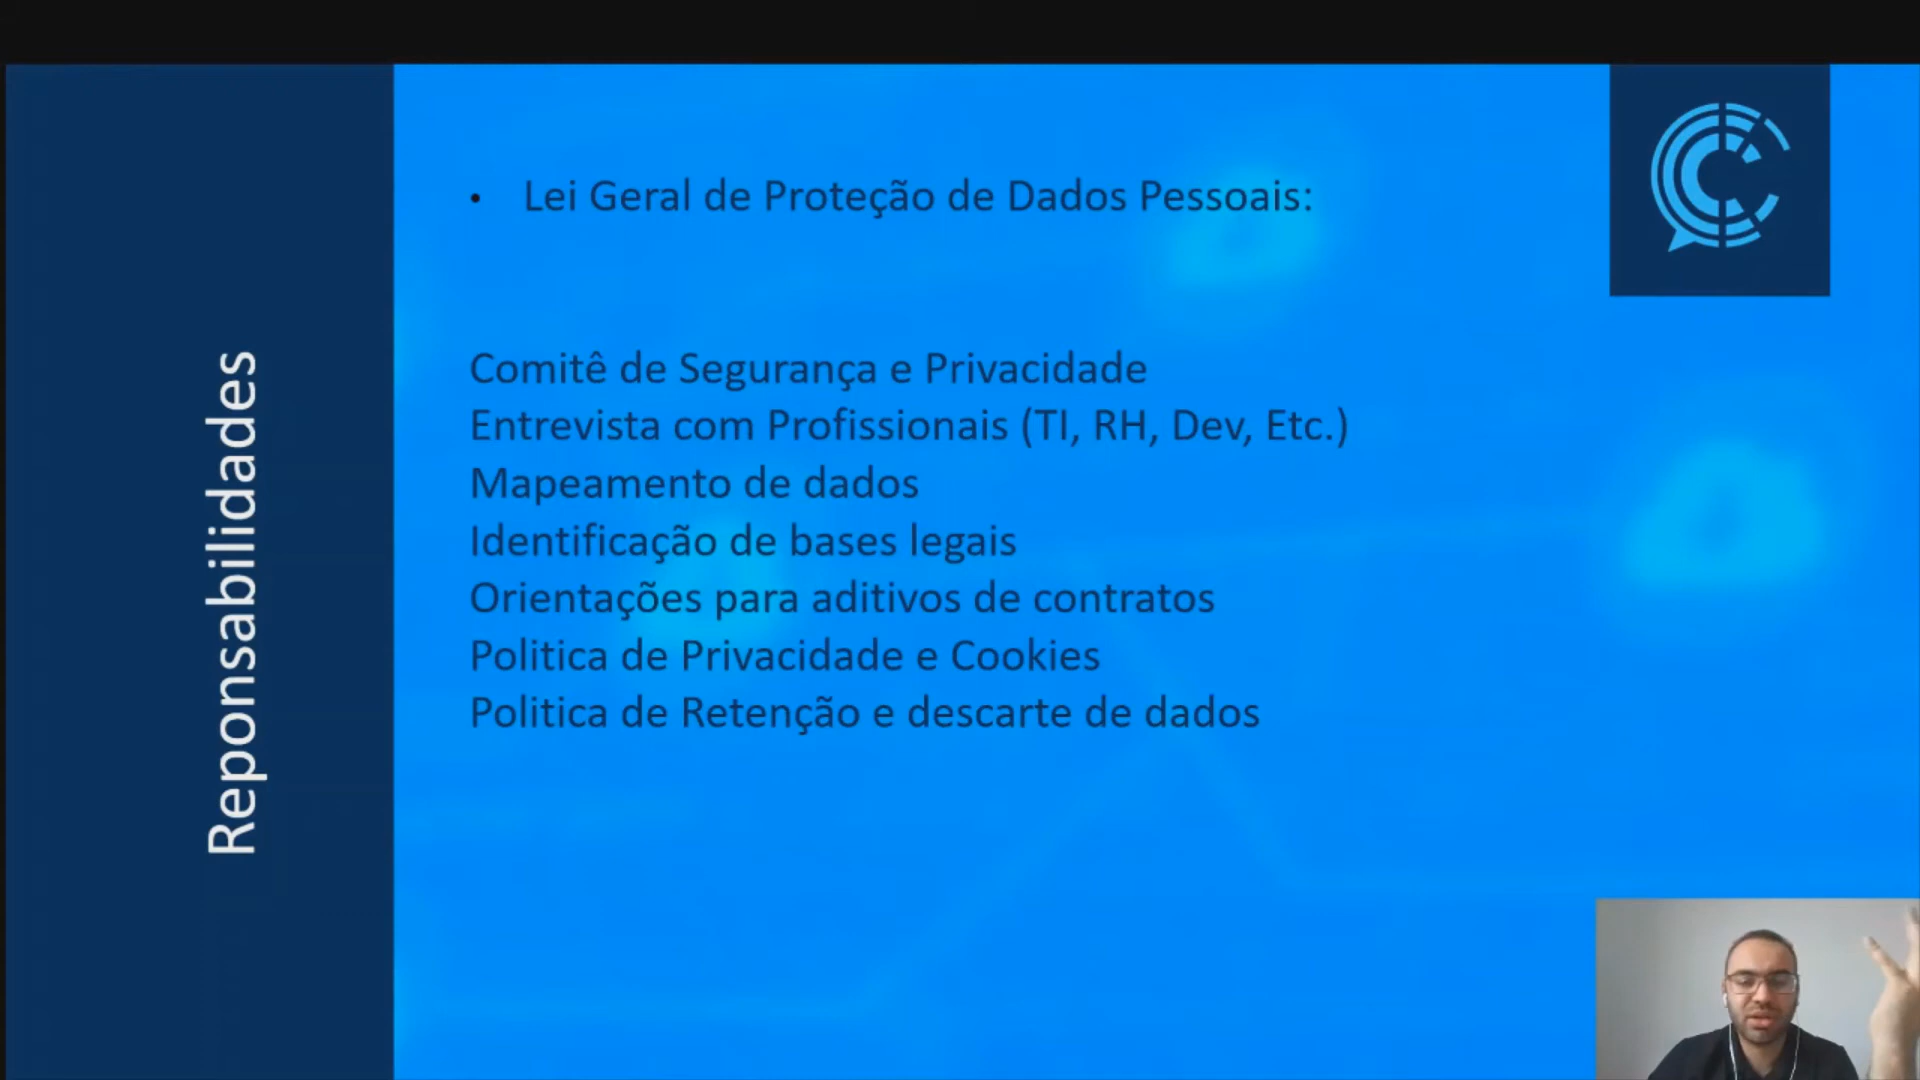 Reponsabilidades
• Lei Geral de Proteção de Dados Pessoais:
Comitê de Segurança e Privacidade
Entrevista com Profissionais (TI, RH, Dev, Etc.)
Mapeamento de dados
Identificação de bases legais
Orientações para aditivos de contratos
Politica de Privacidade e Cookies
Politica de Retenção e descarte de dados